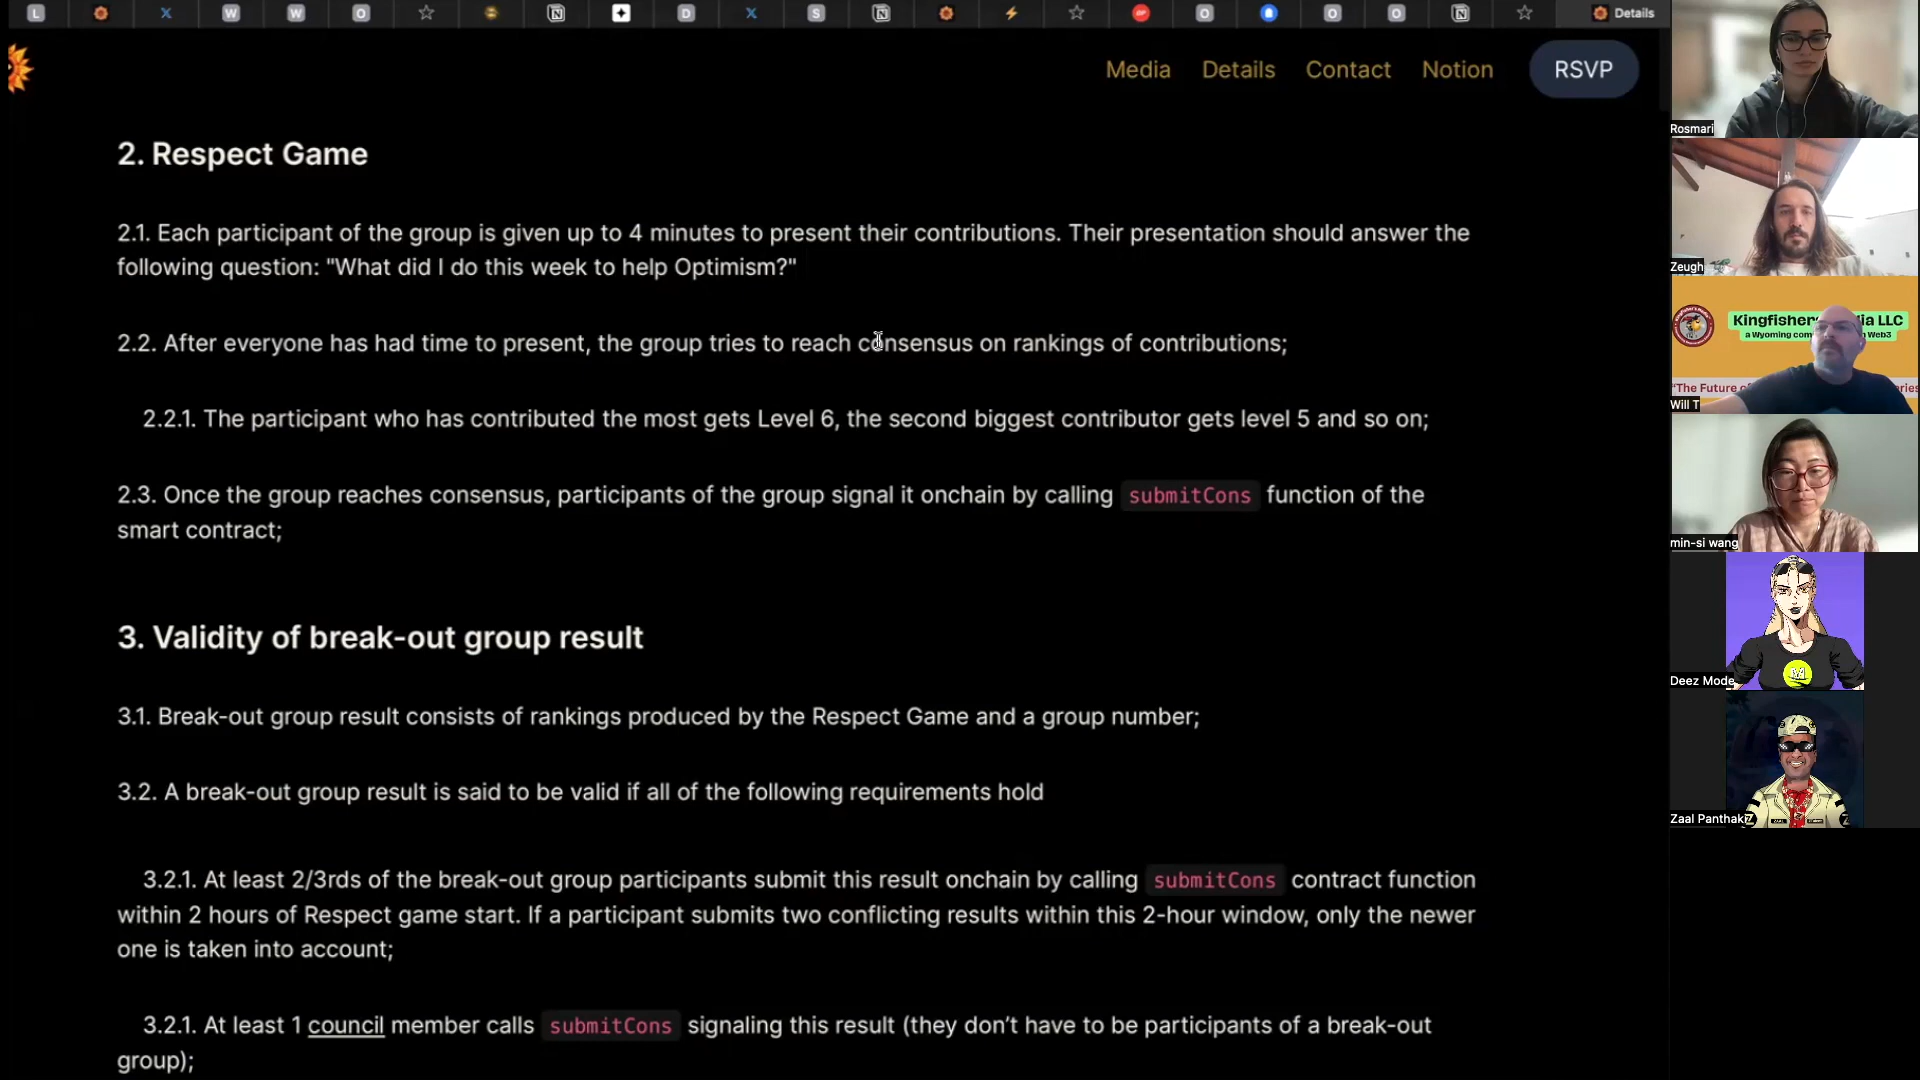 L W W O N D S N OP O O O N Details
Media Details Contact Notion RSVP
2. Respect Game
2.1. Each participant of the group is given up to 4 minutes to present their contributions. Their presentation should answer the
following question: "What did I do this week to help Optimism?"
2.2. After everyone has had time to present, the group tries to reach consensus on rankings of contributions;
2.2.1. The participant who has contributed the most gets Level 6, the second biggest contributor gets level 5 and so on;
2.3. Once the group reaches consensus, participants of the group signal it onchain by calling submitCons function of the
smart contract;
3. Validity of break-out group result
3.1. Break-out group result consists of rankings produced by the Respect Game and a group number;
3.2. A break-out group result is said to be valid if all of the following requirements hold
3.2.1. At least 2/3rds of the break-out group participants submit this result onchain by calling submitCons contract function
within 2 hours of Respect game start. If a participant submits two conflicting results within this 2-hour window, only the newer
one is taken into account;
3.2.1. At least 1 council member calls submitCons signaling this result (they don't have to be participants of a break-out
group);
Rosmari
Zeugh
Kingfishers Media LLC
a Wyoming com Web3
"The Future o
Will T
min-si wang
Deez Mode
Zaal Panthaki